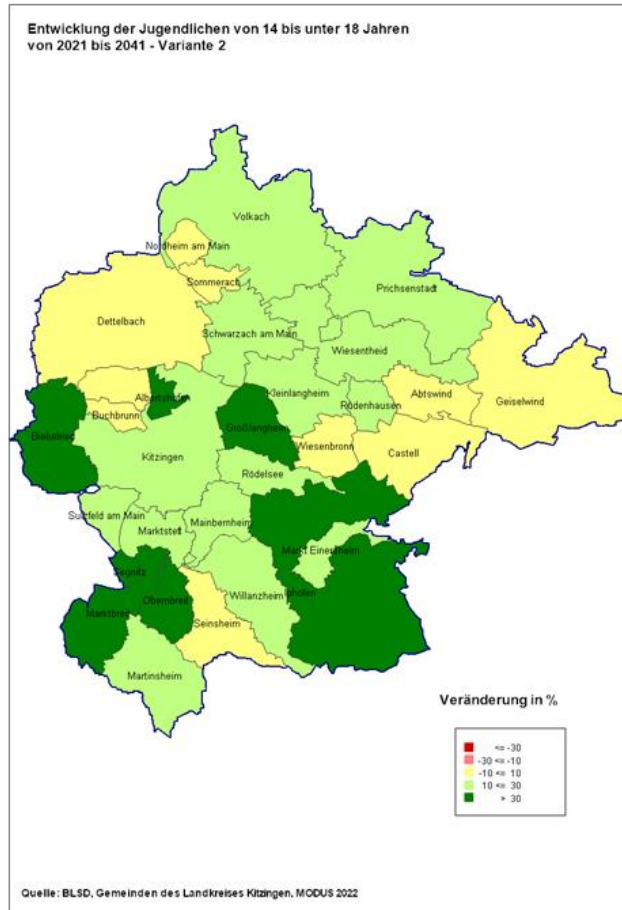 Entwicklung der Jugendlichen von 14 bis unter 18 Jahren
von 2021 bis 2041 - Variante 2
Volkach
Nordheim am Main
Sommerach
Prichsenstadt
Dettelbach
Schwarzach am Main
Wiesentheid
Kleinlangheim
Abtswind
Geiselwind
Albertshofen
Rüdenhausen
Buchbrunn
Großlangheim
Biebelried
Wiesenbronn
Castell
Kitzingen
Rödelsee
Sulzfeld am Main
Mainbernheim
Marktsteft
Markt Einersheim
Segnitz
Willanzheim
Iphofen
Obernbreit
Marktbreit
Seinsheim
Martinsheim
Veränderung in %
<= -30
-30 <= -10
-10 <= 10
10 <= 30
> 30
Quelle: BLSD, Gemeinden des Landkreises Kitzingen, MODUS 2022